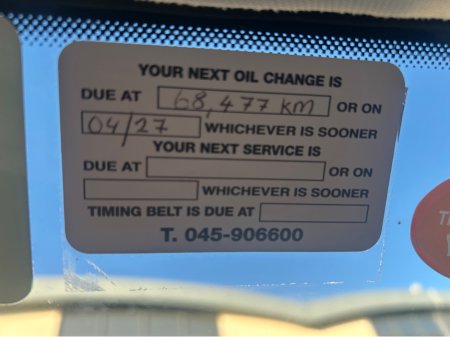 YOUR NEXT OIL CHANGE IS
DUE AT 68,477 KM OR ON
04/27 WHICHEVER IS SOONER
YOUR NEXT SERVICE IS
DUE AT OR ON
WHICHEVER IS SOONER
TIMING BELT IS DUE AT
T. 045-906600